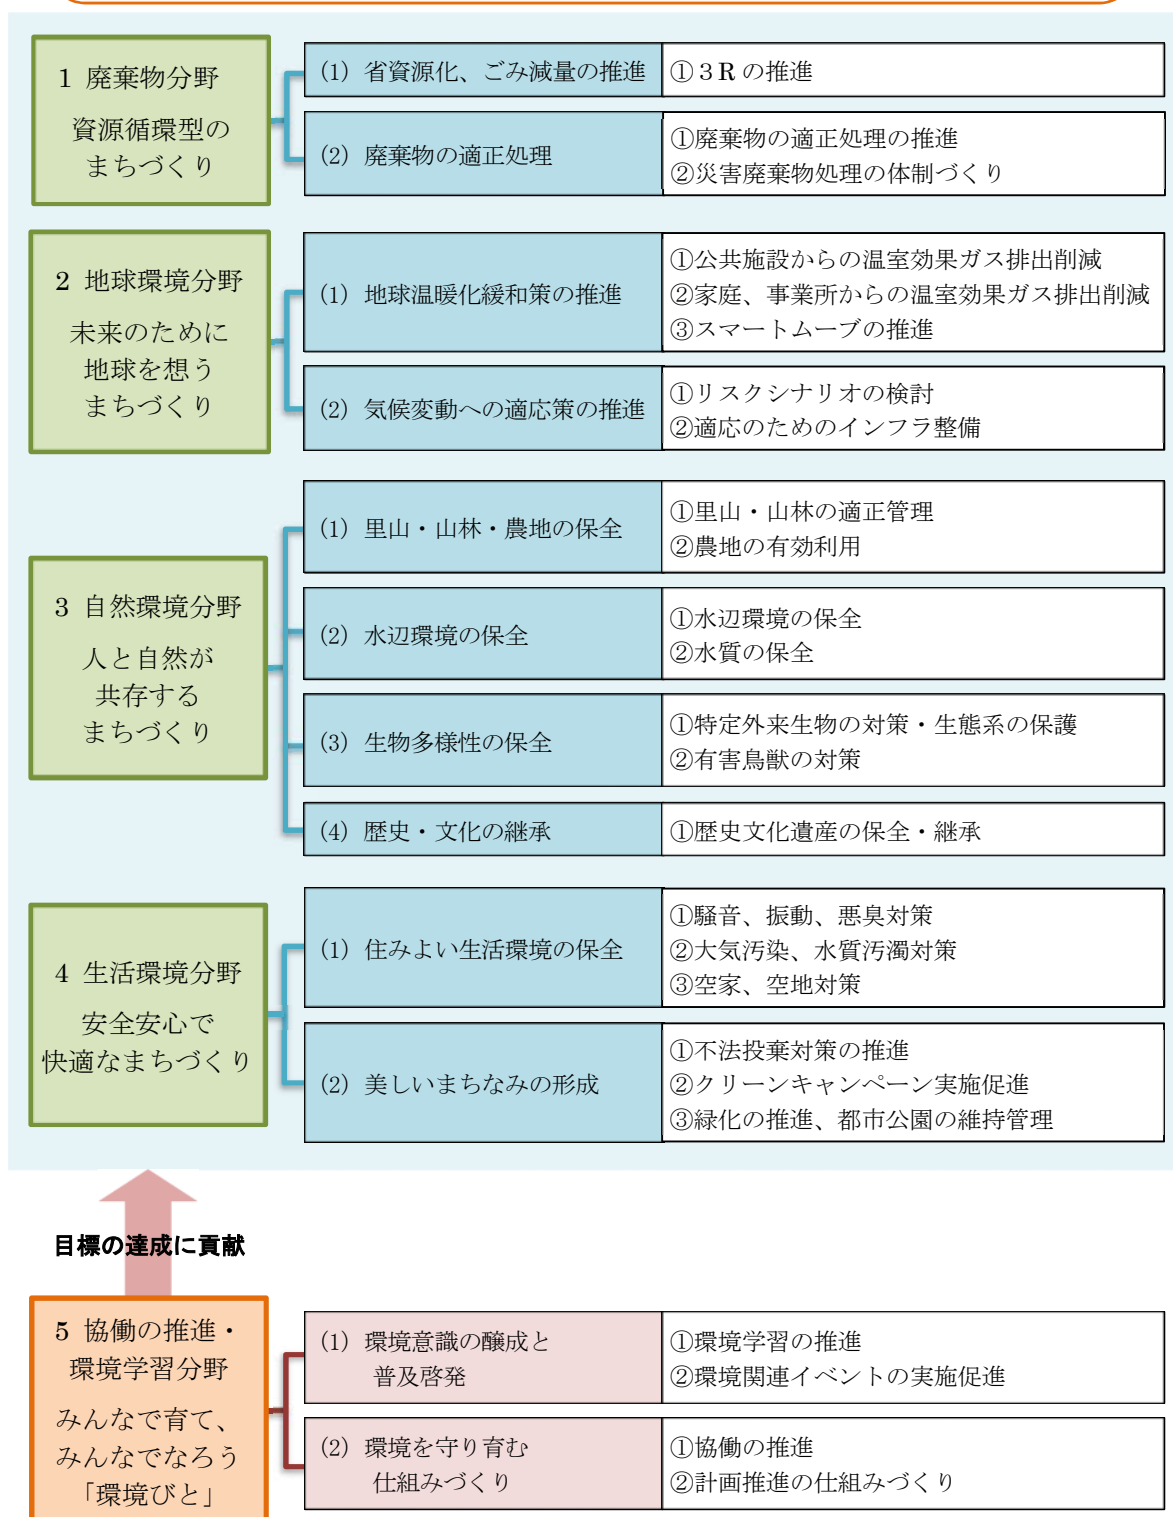 1 廃棄物分野
資源循環型の
まちづくり
(1) 省資源化、ごみ減量の推進
①３Rの推進
(2) 廃棄物の適正処理
①廃棄物の適正処理の推進
②災害廃棄物処理の体制づくり
2 地球環境分野
未来のために
地球を想う
まちづくり
(1) 地球温暖化緩和策の推進
①公共施設からの温室効果ガス排出削減
②家庭、事業所からの温室効果ガス排出削減
③スマートムーブの推進
(2) 気候変動への適応策の推進
①リスクシナリオの検討
②適応のためのインフラ整備
3 自然環境分野
人と自然が
共存する
まちづくり
(1) 里山・山林・農地の保全
①里山・山林の適正管理
②農地の有効利用
(2) 水辺環境の保全
①水辺環境の保全
②水質の保全
(3) 生物多様性の保全
①特定外来生物の対策・生態系の保護
②有害鳥獣の対策
(4) 歴史・文化の継承
①歴史文化遺産の保全・継承
4 生活環境分野
安全安心で
快適なまちづくり
(1) 住みよい生活環境の保全
①騒音、振動、悪臭対策
②大気汚染、水質汚濁対策
③空家、空地対策
(2) 美しいまちなみの形成
①不法投棄対策の推進
②クリーンキャンペーン実施促進
③緑化の推進、都市公園の維持管理
目標の達成に貢献
5 協働の推進・
環境学習分野
みんなで育て、
みんなでなろう
「環境びと」
(1) 環境意識の醸成と
普及啓発
①環境学習の推進
②環境関連イベントの実施促進
(2) 環境を守り育む
仕組みづくり
①協働の推進
②計画推進の仕組みづくり